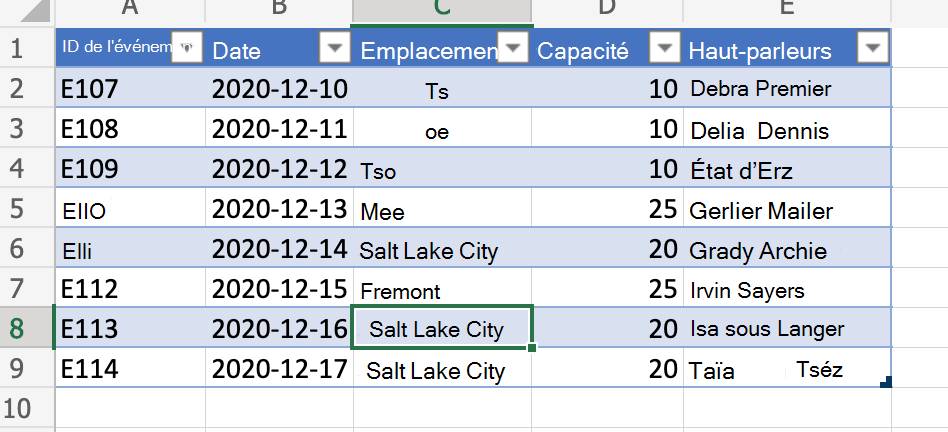 A B C D E
1 ID de l'événemen Date Emplacemen Capacité Haut-parleurs
2 E107 2020-12-10 Ts 10 Debra Premier
3 E108 2020-12-11 oe 10 Delia Dennis
4 E109 2020-12-12 Tso 10 État d'Erz
5 EIIO 2020-12-13 Mee 25 Gerlier Mailer
6 Elli 2020-12-14 Salt Lake City 20 Grady Archie
7 E112 2020-12-15 Fremont 25 Irvin Sayers
8 E113 2020-12-16 Salt Lake City 20 Isa sous Langer
9 E114 2020-12-17 Salt Lake City 20 Taïa Tséz
10